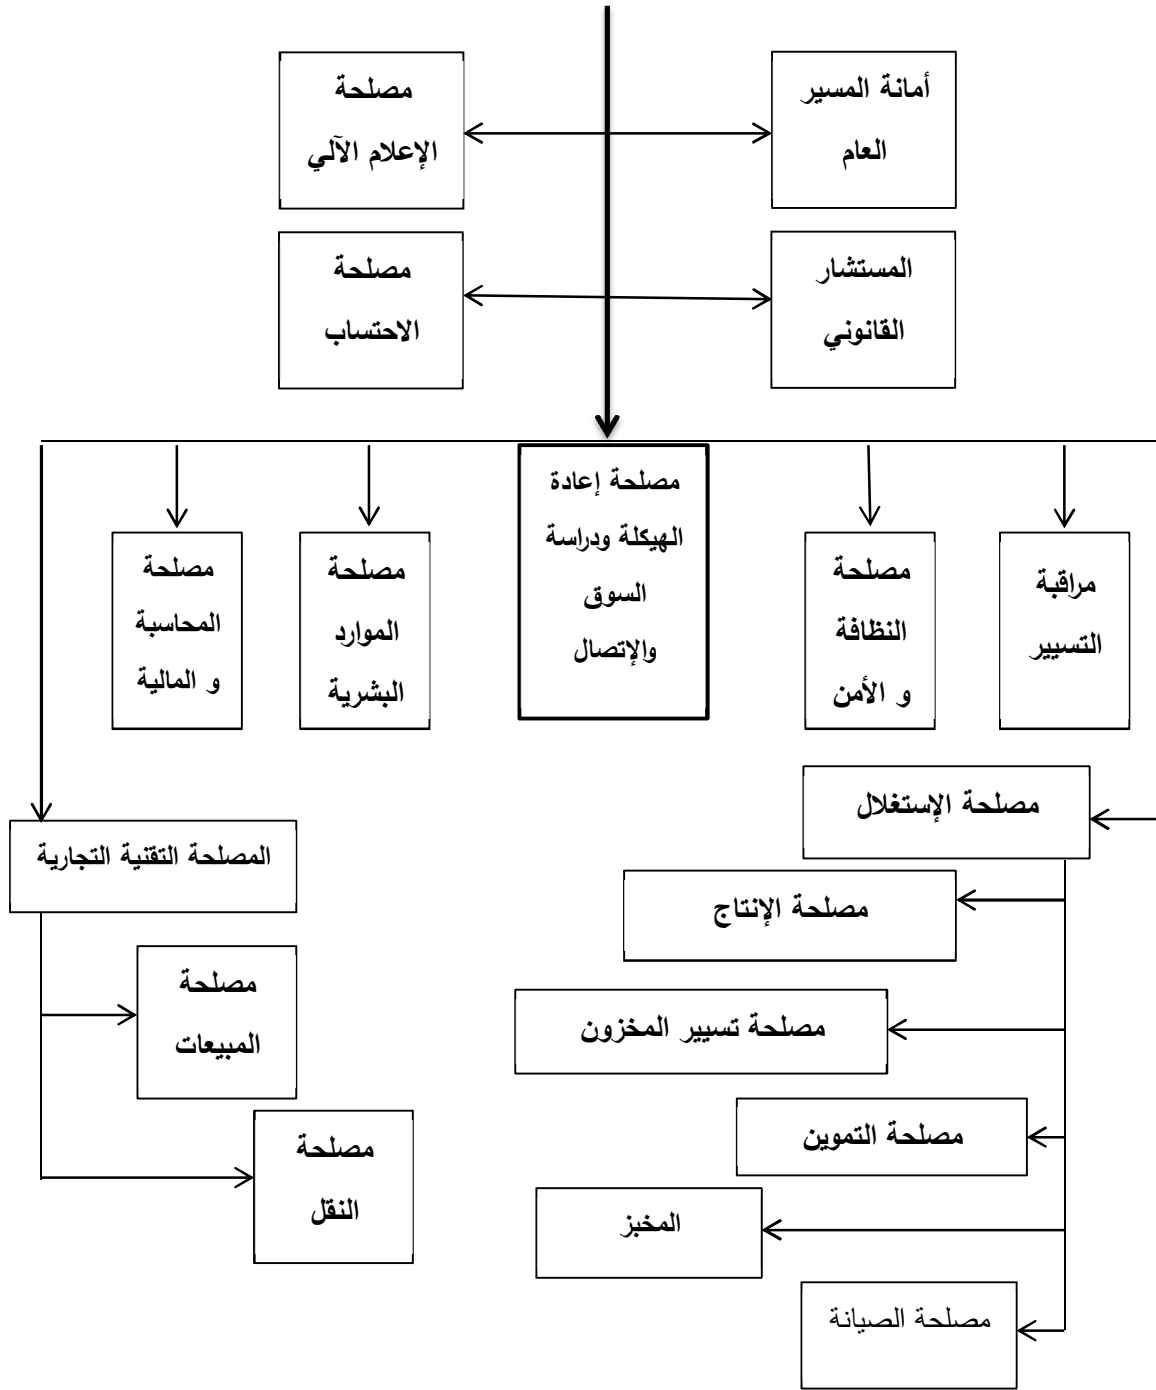 أمانة المسير
العام
مصلحة
الإعلام الآلي
المستشار
القانوني
مصلحة
الاحتساب
مراقبة
التسيير
مصلحة
النظافة
و الأمن
مصلحة إعادة
الهيكلة ودراسة
السوق
والإتصال
مصلحة
الموارد
البشرية
مصلحة
المحاسبة
و المالية
مصلحة الإستغلال
مصلحة الإنتاج
مصلحة تسيير المخزون
مصلحة التموين
المخبز
مصلحة الصيانة
المصلحة التقنية التجارية
مصلحة
المبيعات
مصلحة
النقل